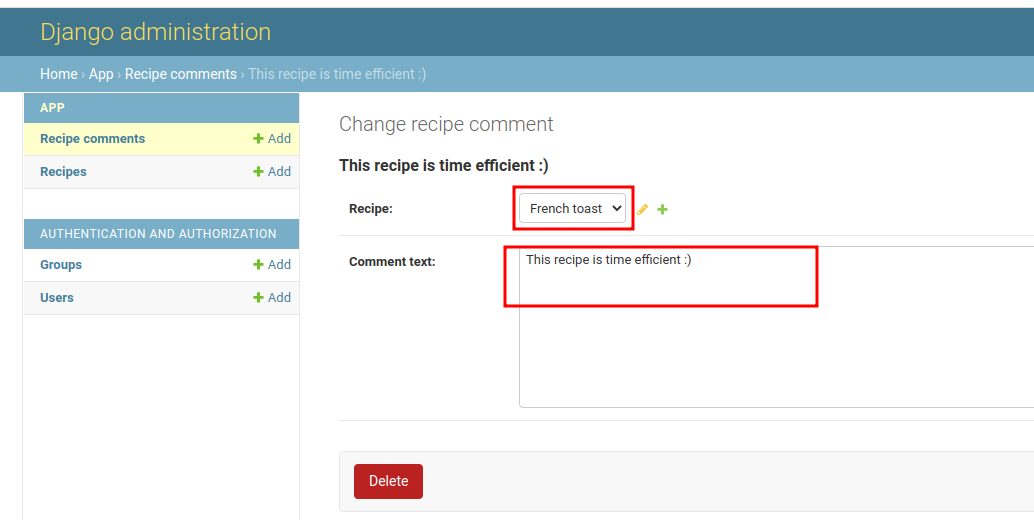 Django administration
Home › App › Recipe comments › This recipe is time efficient :)
APP
Recipe comments + Add
Recipes + Add
AUTHENTICATION AND AUTHORIZATION
Groups + Add
Users + Add
Change recipe comment
This recipe is time efficient :)
Recipe: French toast
Comment text: This recipe is time efficient :)
Delete